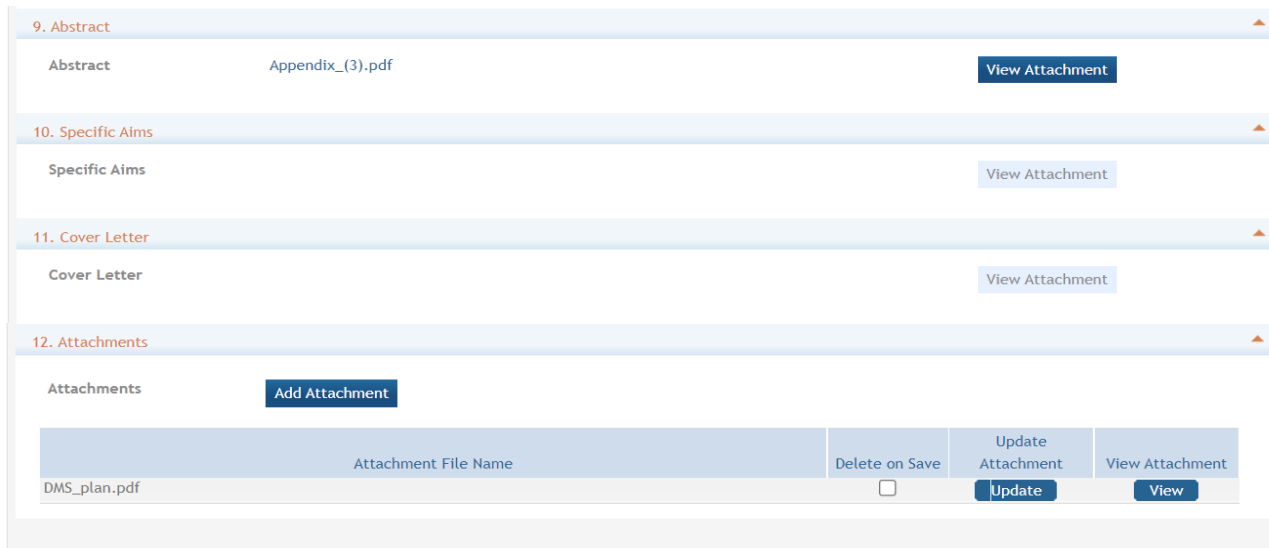 9. Abstract
Abstract Appendix_(3).pdf View Attachment
10. Specific Aims
Specific Aims View Attachment
11. Cover Letter
Cover Letter View Attachment
12. Attachments
Attachments Add Attachment
Attachment File Name Delete on Save Update Attachment View Attachment
DMS_plan.pdf Update View